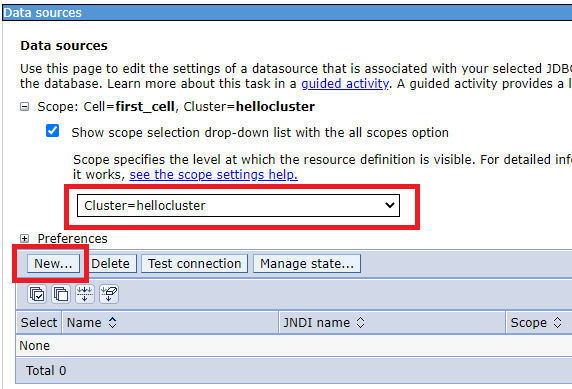 Data sources
Data sources
Use this page to edit the settings of a datasource that is associated with your selected JDBC
the database. Learn more about this task in a guided activity. A guided activity provides a l
Scope: Cell=first_cell, Cluster=hellocluster
Show scope selection drop-down list with the all scopes option
Scope specifies the level at which the resource definition is visible. For detailed inf
it works, see the scope settings help.
Cluster=hellocluster
Preferences
New... Delete Test connection Manage state...
Select Name JNDI name Scope
None
Total 0